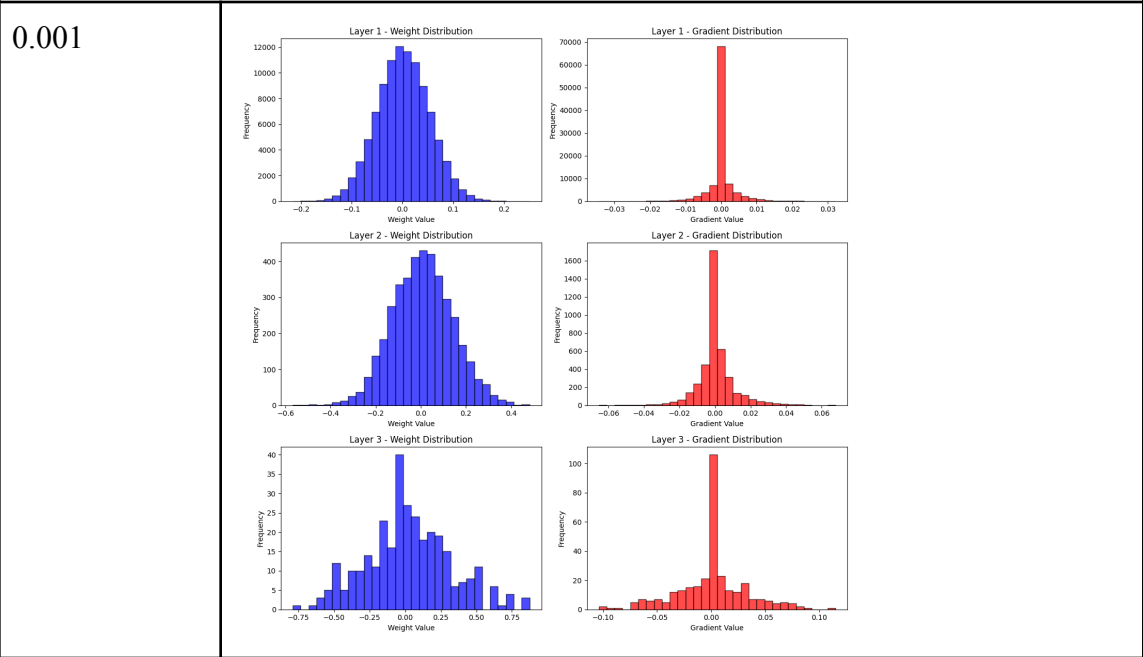 0.001
Layer 1 - Weight Distribution
Frequency
12000
10000
8000
6000
4000
2000
0
−0.2 −0.1 0.0 0.1 0.2
Weight Value
Layer 1 - Gradient Distribution
Frequency
70000
60000
50000
40000
30000
20000
10000
0
−0.03 −0.02 −0.01 0.00 0.01 0.02 0.03
Gradient Value
Layer 2 - Weight Distribution
Frequency
400
300
200
100
0
−0.6 −0.4 −0.2 0.0 0.2 0.4
Weight Value
Layer 2 - Gradient Distribution
Frequency
1600
1400
1200
1000
800
600
400
200
0
−0.06 −0.04 −0.02 0.00 0.02 0.04 0.06
Gradient Value
Layer 3 - Weight Distribution
Frequency
40
35
30
25
20
15
10
5
0
−0.75 −0.50 −0.25 0.00 0.25 0.50 0.75
Weight Value
Layer 3 - Gradient Distribution
Frequency
100
80
60
40
20
0
−0.10 −0.05 0.00 0.05 0.10
Gradient Value